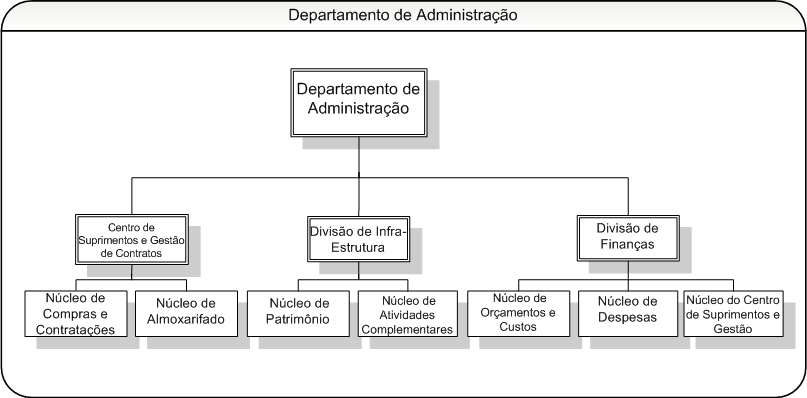 Departamento de Administração
Departamento de
Administração
Centro de
Suprimentos e Gestão
de Contratos
Divisão de Infra-
Estrutura
Divisão de
Finanças
Núcleo de
Compras e
Contratações
Núcleo de
Almoxarifado
Núcleo de
Patrimônio
Núcleo de
Atividades
Complementares
Núcleo de
Orçamentos e
Custos
Núcleo de
Despesas
Núcleo do Centro
de Suprimentos e
Gestão